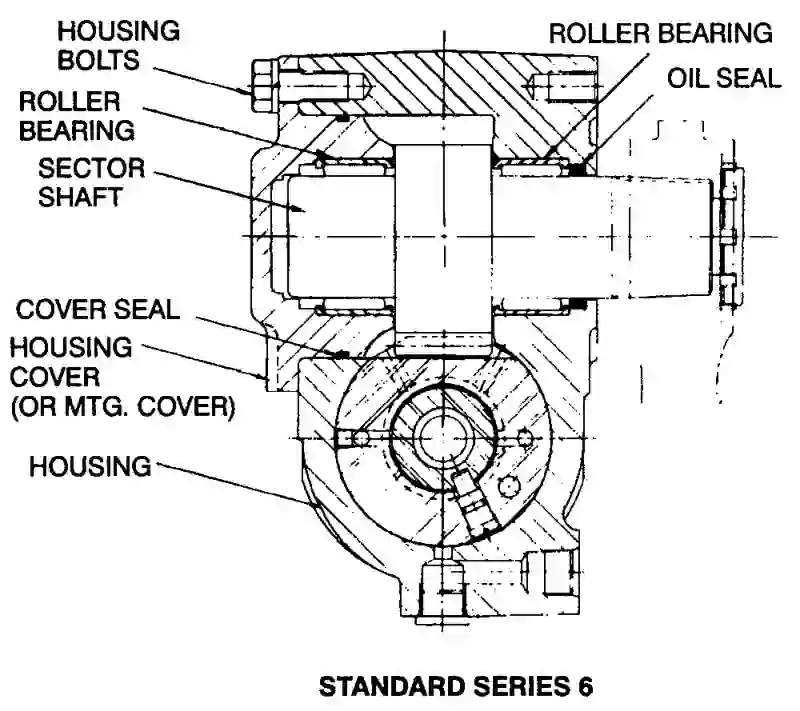 HOUSING
BOLTS
ROLLER BEARING
OIL SEAL
ROLLER
BEARING
SECTOR
SHAFT
COVER SEAL
HOUSING
COVER
(OR MTG. COVER)
HOUSING
STANDARD SERIES 6